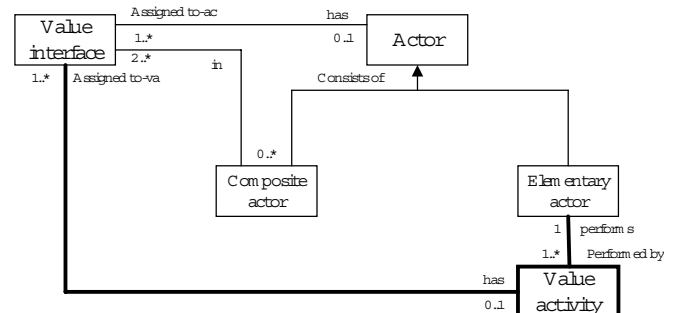 Assigned to-ac
has
Value
interface
1..*
0..1
Actor
2..*
in
1..*
Assigned to-va
Consists of
0..*
Composite
actor
Elementary
actor
1
performs
1..*
Performed by
has
Value
0..1
activity